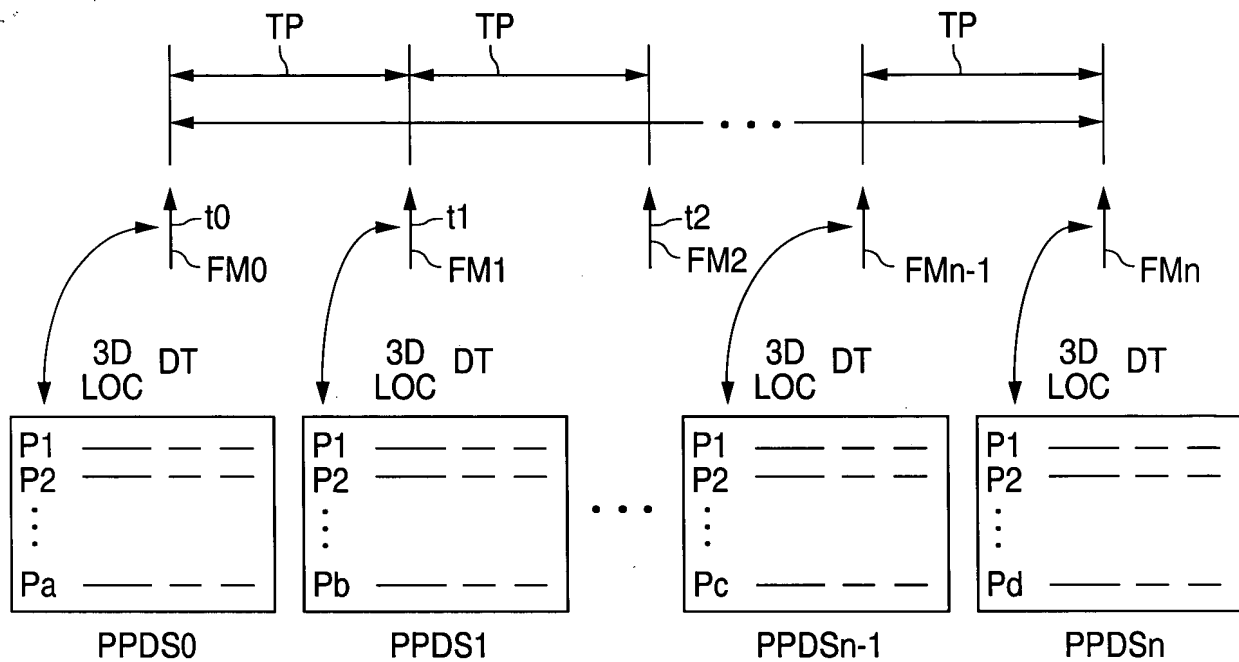 TP TP TP
t0 t1 t2
FM0 FM1 FM2 FMn-1 FMn
3D LOC DT 3D LOC DT 3D LOC DT 3D LOC DT
P1 P1 P1 P1
P2 P2 P2 P2
Pa Pb Pc Pd
PPDS0 PPDS1 PPDSn-1 PPDSn